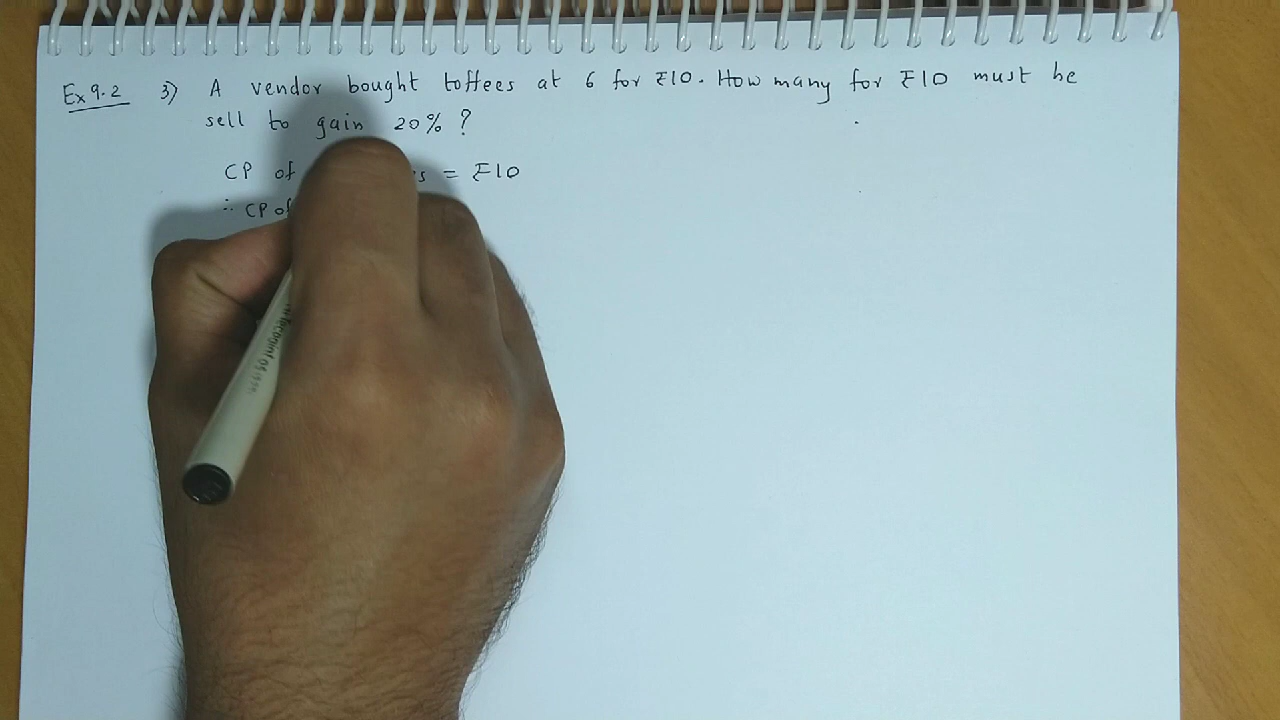 Ex 9.2 3) A vendor bought toffees at 6 for ₹10. How many for ₹10 must he
sell to gain 20% ?
CP of = ₹10
∴ CP of